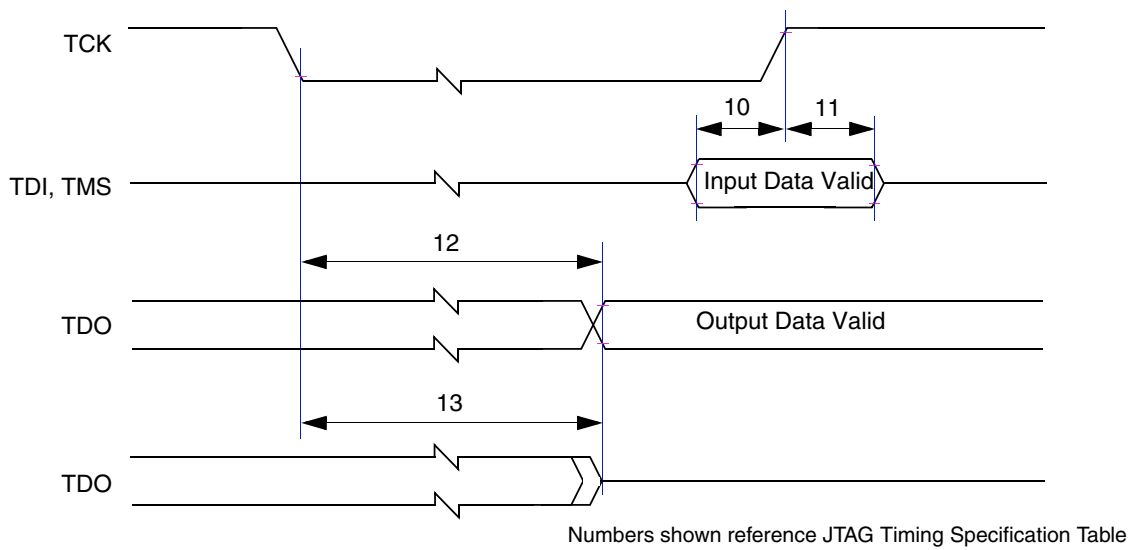 TCK
10
11
TDI, TMS
Input Data Valid
12
TDO
Output Data Valid
13
TDO
Numbers shown reference JTAG Timing Specification Table